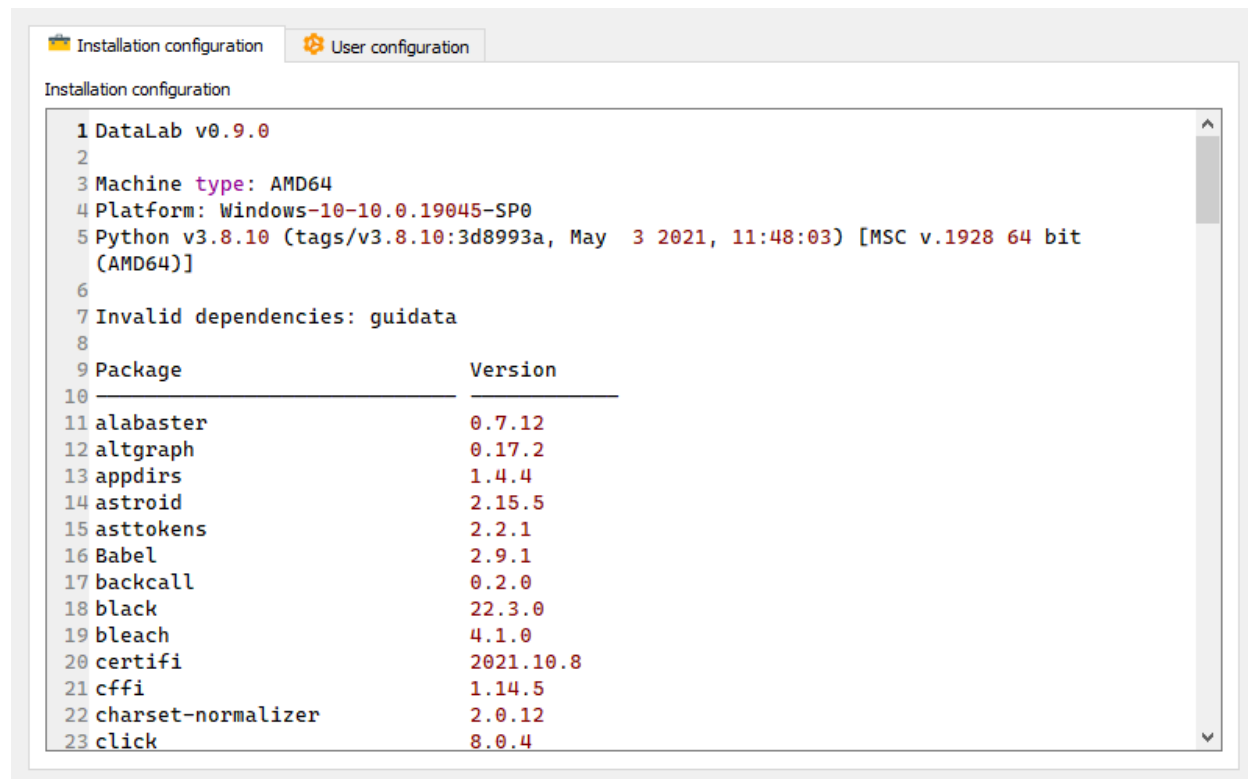 Installation configuration
User configuration
Installation configuration
1 DataLab v0.9.0
2
3 Machine type: AMD64
4 Platform: Windows-10-10.0.19045-SP0
5 Python v3.8.10 (tags/v3.8.10:3d8993a, May  3 2021, 11:48:03) [MSC v.1928 64 bit
(AMD64)]
6
7 Invalid dependencies: guidata
8
9 Package Version
10
11 alabaster 0.7.12
12 altgraph 0.17.2
13 appdirs 1.4.4
14 astroid 2.15.5
15 asttokens 2.2.1
16 Babel 2.9.1
17 backcall 0.2.0
18 black 22.3.0
19 bleach 4.1.0
20 certifi 2021.10.8
21 cffi 1.14.5
22 charset-normalizer 2.0.12
23 click 8.0.4